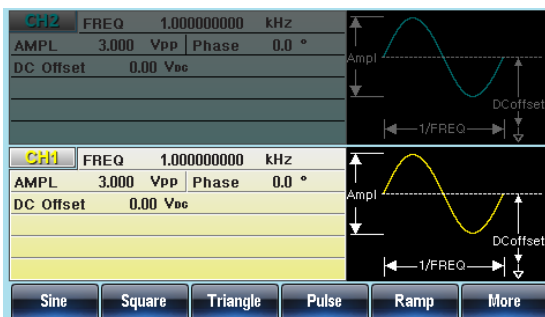 CH2 FREQ 1.000000000 kHz
AMPL 3.000 Vpp Phase 0.0 °
DC Offset 0.00 VDC
Ampl
DCoffset
1/FREQ
CH1 FREQ 1.000000000 kHz
AMPL 3.000 Vpp Phase 0.0 °
DC Offset 0.00 VDC
Ampl
DCoffset
1/FREQ
Sine Square Triangle Pulse Ramp More